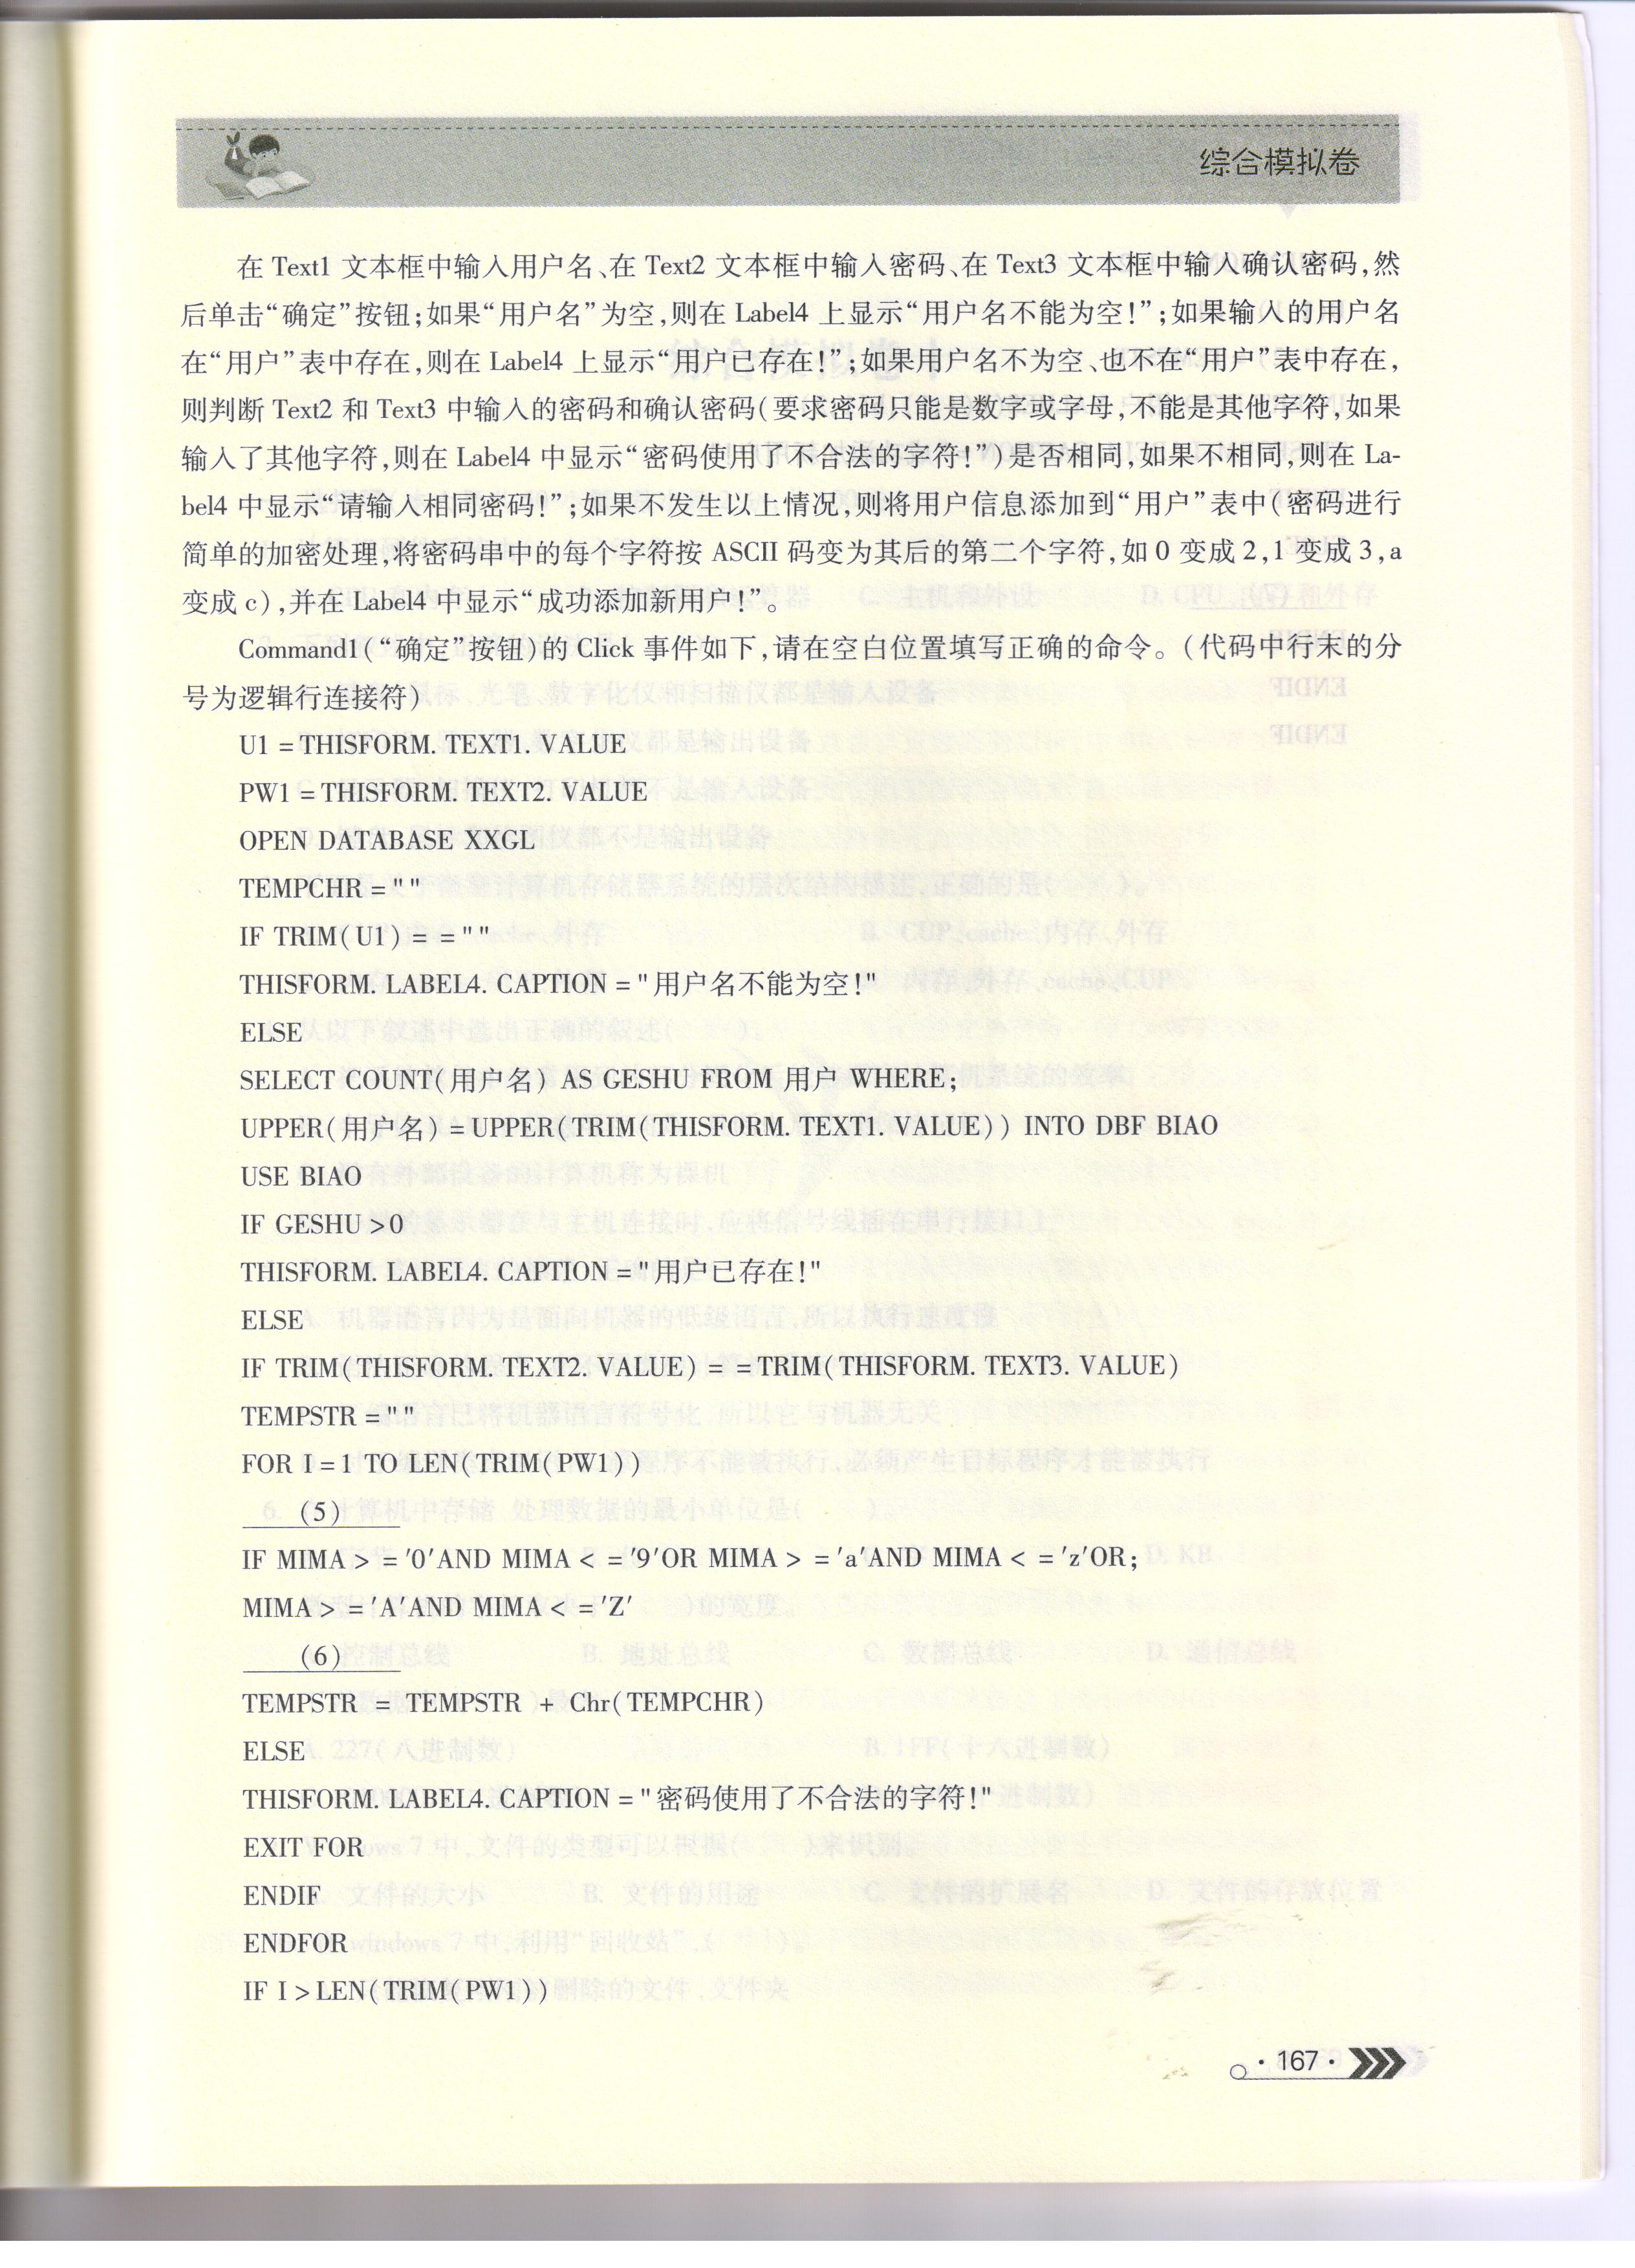 综合模拟卷
在 Text1 文本框中输入用户名、在 Text2 文本框中输入密码、在 Text3 文本框中输入确认密码,然
后单击“确定”按钮;如果“用户名”为空,则在 Label4 上显示“用户名不能为空!”;如果输入的用户名
在“用户”表中存在,则在 Label4 上显示“用户已存在!”;如果用户名不为空、也不在“用户”表中存在,
则判断 Text2 和 Text3 中输入的密码和确认密码(要求密码只能是数字或字母,不能是其他字符,如果
输入了其他字符,则在 Label4 中显示“密码使用了不合法的字符!”)是否相同,如果不相同,则在 La-
bel4 中显示“请输入相同密码!”;如果不发生以上情况,则将用户信息添加到“用户”表中(密码进行
简单的加密处理,将密码串中的每个字符按 ASCII 码变为其后的第二个字符,如 0 变成 2,1 变成 3,a
变成 c),并在 Label4 中显示“成功添加新用户!”。
Command1(“确定”按钮)的 Click 事件如下,请在空白位置填写正确的命令。(代码中行末的分
号为逻辑行连接符)
U1 = THISFORM. TEXT1. VALUE
PW1 = THISFORM. TEXT2. VALUE
OPEN DATABASE XXGL
TEMPCHR = " "
IF TRIM( U1) = = " "
THISFORM. LABEL4. CAPTION = "用户名不能为空!"
ELSE
SELECT COUNT(用户名) AS GESHU FROM 用户 WHERE;
UPPER(用户名) = UPPER(TRIM(THISFORM. TEXT1. VALUE)) INTO DBF BIAO
USE BIAO
IF GESHU >0
THISFORM. LABEL4. CAPTION = "用户已存在!"
ELSE
IF TRIM(THISFORM. TEXT2. VALUE) = = TRIM(THISFORM. TEXT3. VALUE)
TEMPSTR = " "
FOR I = 1 TO LEN(TRIM(PW1))
(5)
IF MIMA > = '0'AND MIMA < = '9'OR MIMA > = 'a'AND MIMA < = 'z'OR;
MIMA > = 'A'AND MIMA < = 'Z'
(6)
TEMPSTR = TEMPSTR + Chr(TEMPCHR)
ELSE
THISFORM. LABEL4. CAPTION = "密码使用了不合法的字符!"
EXIT FOR
ENDIF
ENDFOR
IF I > LEN(TRIM(PW1))
· 167 ·